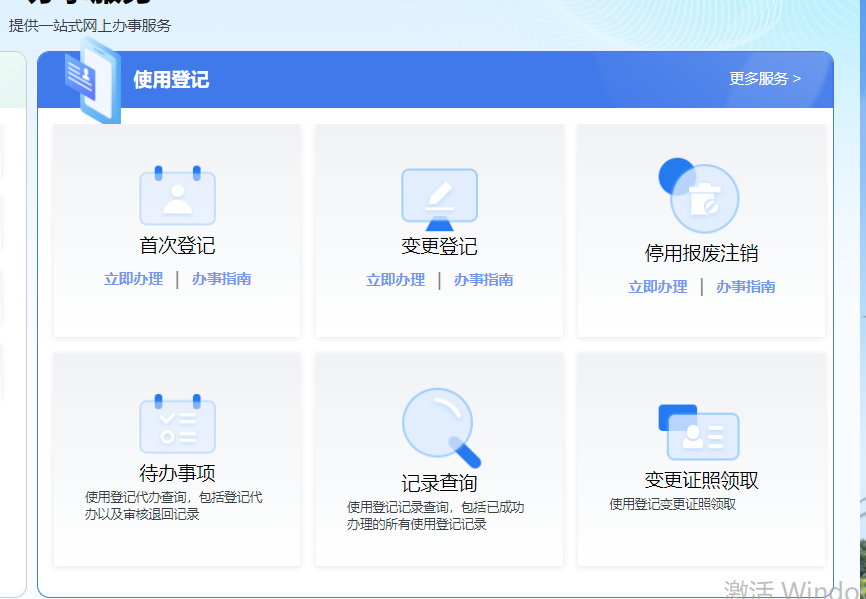 提供一站式网上办事服务
使用登记
更多服务 >
首次登记
立即办理 | 办事指南
变更登记
立即办理 | 办事指南
停用报废注销
立即办理 | 办事指南
待办事项
使用登记代办查询，包括登记代
办以及审核退回记录
记录查询
使用登记记录查询，包括已成功
办理的所有使用登记记录
变更证照领取
使用登记变更证照领取
激活 Windo